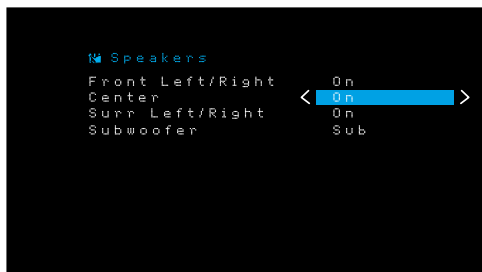 Speakers
Front Left/Right On
Center < On >
Surr Left/Right On
Subwoofer Sub